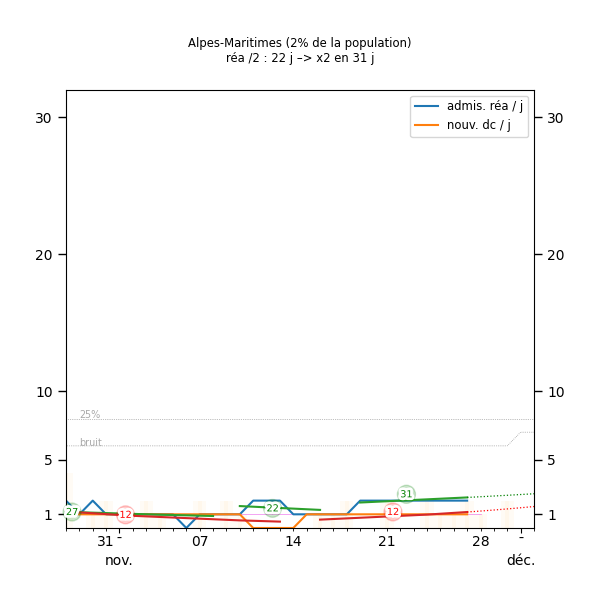 Alpes-Maritimes (2% de la population)
réa /2 : 22 j –> x2 en 31 j
admis. réa / j
nouv. dc / j
30 30
20 20
10 10
25%
bruit
5 5
31
27 -12 -22 12
1 1
31 - 07 14 21 28 -
nov. déc.